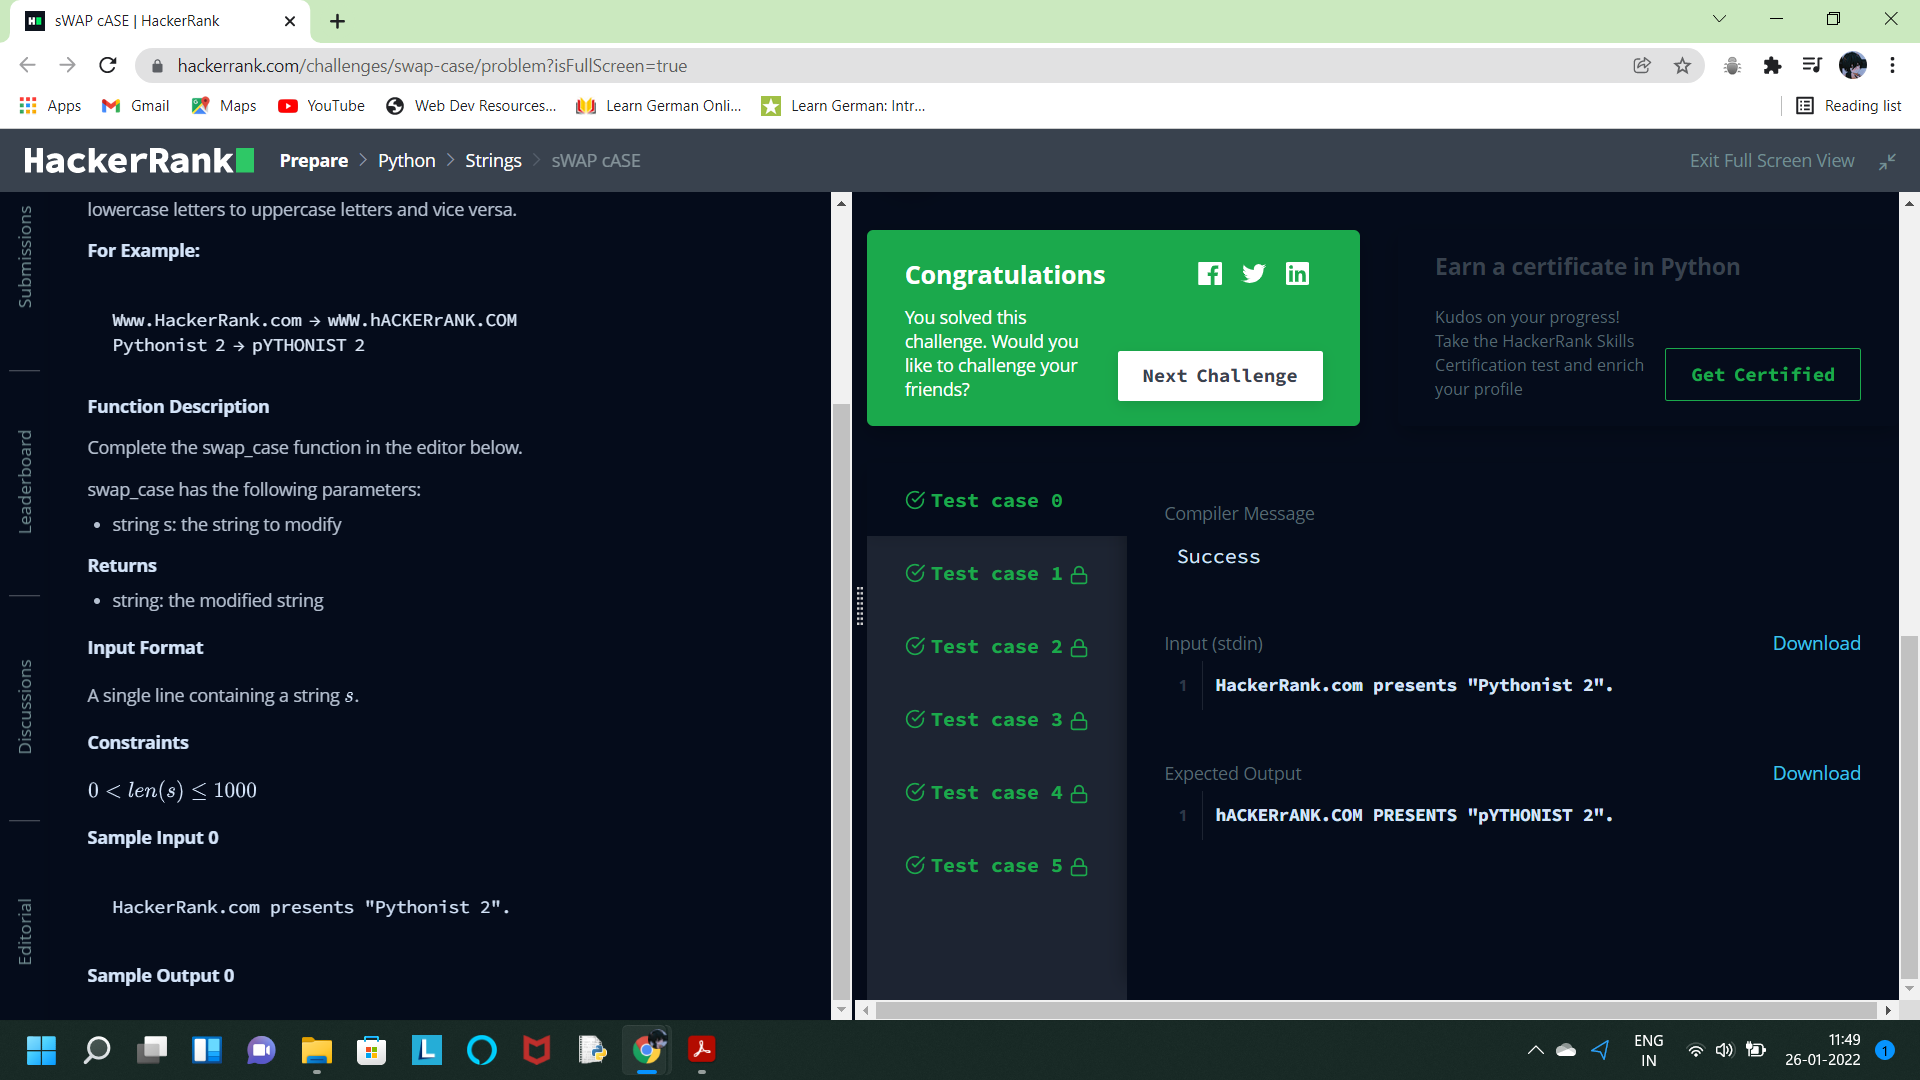 sWAP cASE | HackerRank
hackerrank.com/challenges/swap-case/problem?isFullScreen=true
Apps Gmail Maps YouTube Web Dev Resources... Learn German Onli... Learn German: Intr... Reading list
HackerRank Prepare > Python > Strings > sWAP cASE Exit Full Screen View
Submissions
Leaderboard
Discussions
Editorial
lowercase letters to uppercase letters and vice versa.
For Example:
Www.HackerRank.com → wWW.hACKERrANK.COM
Pythonist 2 → pYTHONIST 2
Function Description
Complete the swap_case function in the editor below.
swap_case has the following parameters:
• string s: the string to modify
Returns
• string: the modified string
Input Format
A single line containing a string s.
Constraints
0 < len(s) ≤ 1000
Sample Input 0
HackerRank.com presents "Pythonist 2".
Sample Output 0
Congratulations
You solved this
challenge. Would you
like to challenge your
friends?
Next Challenge
Earn a certificate in Python
Kudos on your progress!
Take the HackerRank Skills
Certification test and enrich
your profile
Get Certified
Test case 0
Test case 1
Test case 2
Test case 3
Test case 4
Test case 5
Compiler Message
Success
Input (stdin) Download
1 HackerRank.com presents "Pythonist 2".
Expected Output Download
1 hACKERrANK.COM PRESENTS "pYTHONIST 2".
ENG
IN
11:49
26-01-2022
1